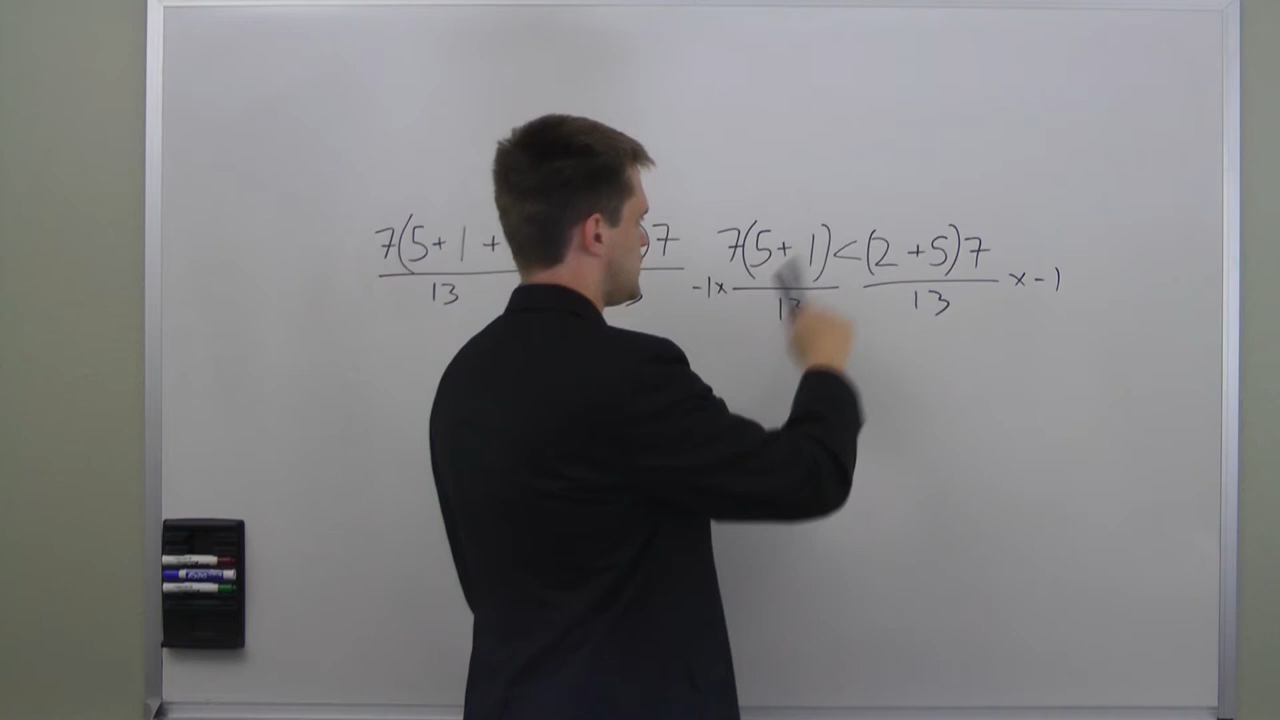 7(5+1+ )7 7(5+1)<(2+5)7
13 -1x 13 13 x-1